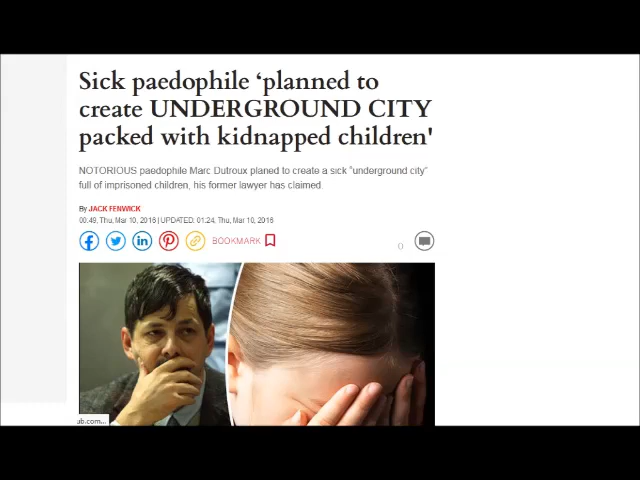 Sick paedophile ‘planned to
create UNDERGROUND CITY
packed with kidnapped children'
NOTORIOUS paedophile Marc Dutroux planed to create a sick “underground city”
full of imprisoned children, his former lawyer has claimed.
By JACK FENWICK
00:49, Thu, Mar 10, 2016 | UPDATED: 01:24, Thu, Mar 10, 2016
BOOKMARK
0
ub.com...